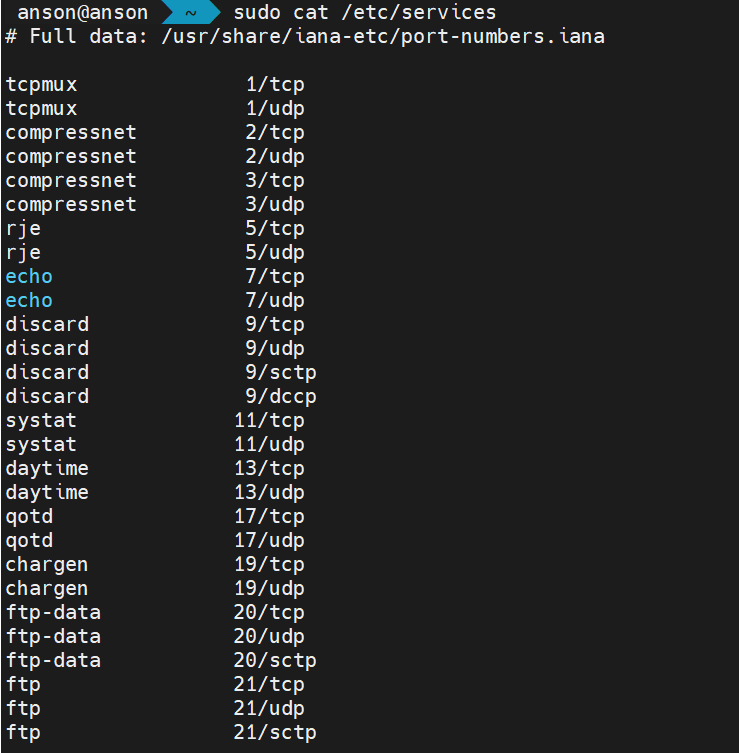 anson@anson ~ sudo cat /etc/services
# Full data: /usr/share/iana-etc/port-numbers.iana
tcpmux 1/tcp
tcpmux 1/udp
compressnet 2/tcp
compressnet 2/udp
compressnet 3/tcp
compressnet 3/udp
rje 5/tcp
rje 5/udp
echo 7/tcp
echo 7/udp
discard 9/tcp
discard 9/udp
discard 9/sctp
discard 9/dccp
systat 11/tcp
systat 11/udp
daytime 13/tcp
daytime 13/udp
qotd 17/tcp
qotd 17/udp
chargen 19/tcp
chargen 19/udp
ftp-data 20/tcp
ftp-data 20/udp
ftp-data 20/sctp
ftp 21/tcp
ftp 21/udp
ftp 21/sctp